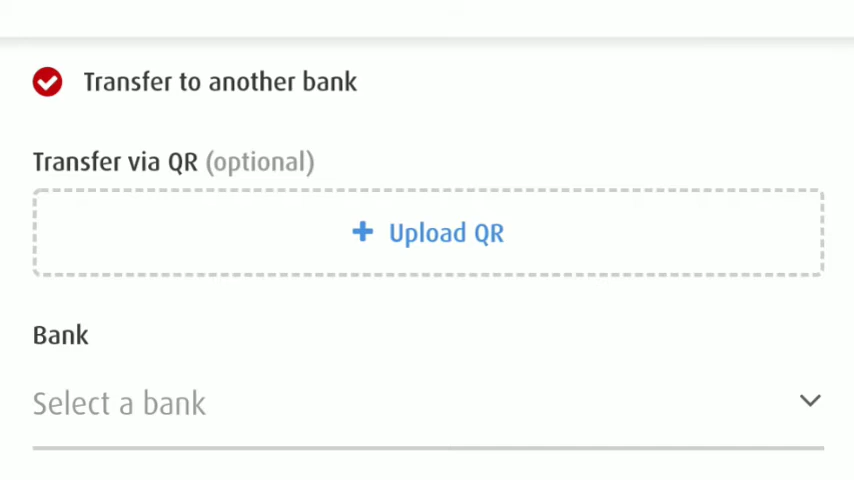 Transfer to another bank
Transfer via QR (optional)
+ Upload QR
Bank
Select a bank